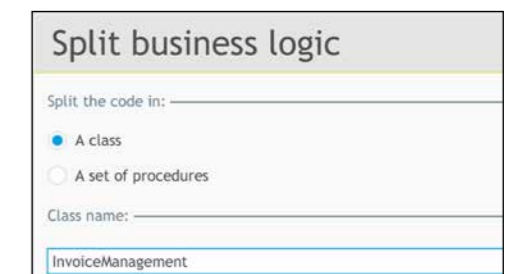 Split business logic
Split the code in:
A class
A set of procedures
Class name:
InvoiceManagement